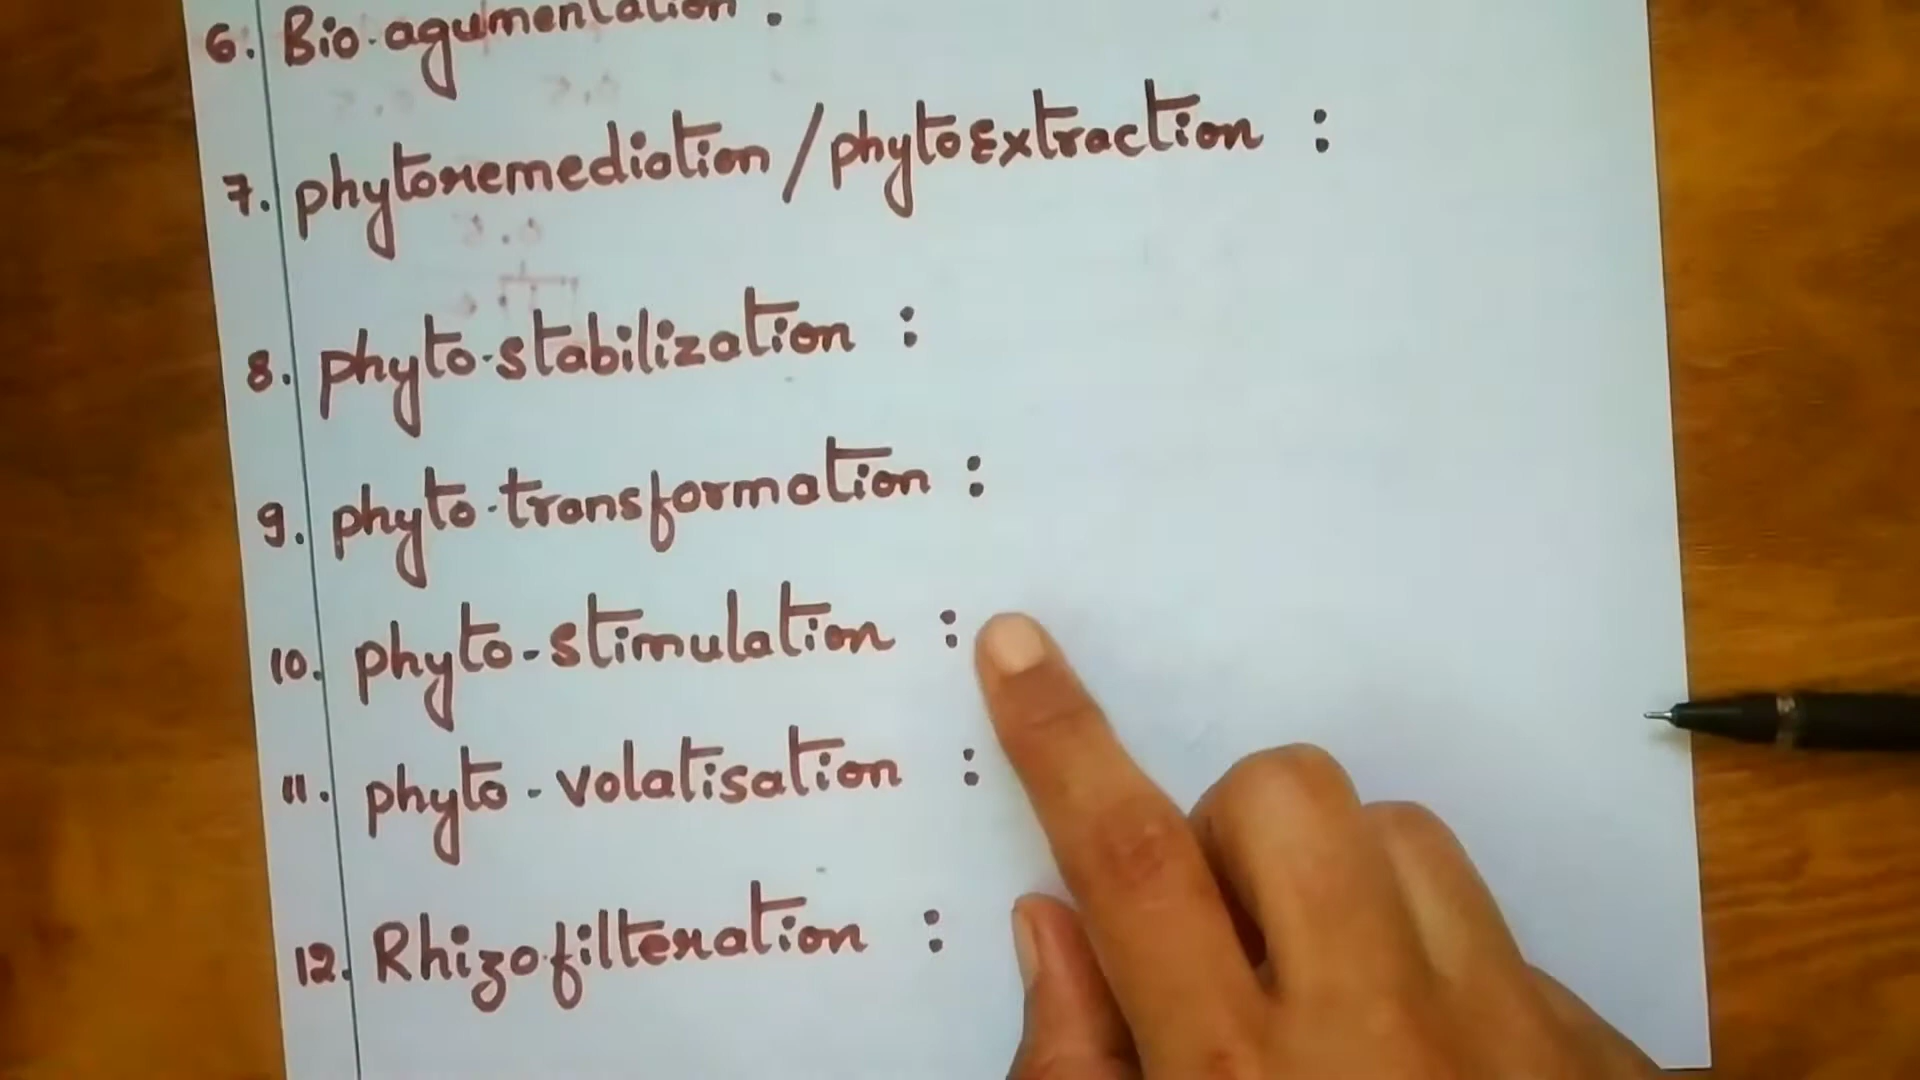 6. Bio-agumentation :
7. phytoremediation / phytoExtraction :
8. phyto-stabilization :
9. phyto-transformation :
10. phyto-stimulation :
11. phyto-volatisation :
12. Rhizofilteration :